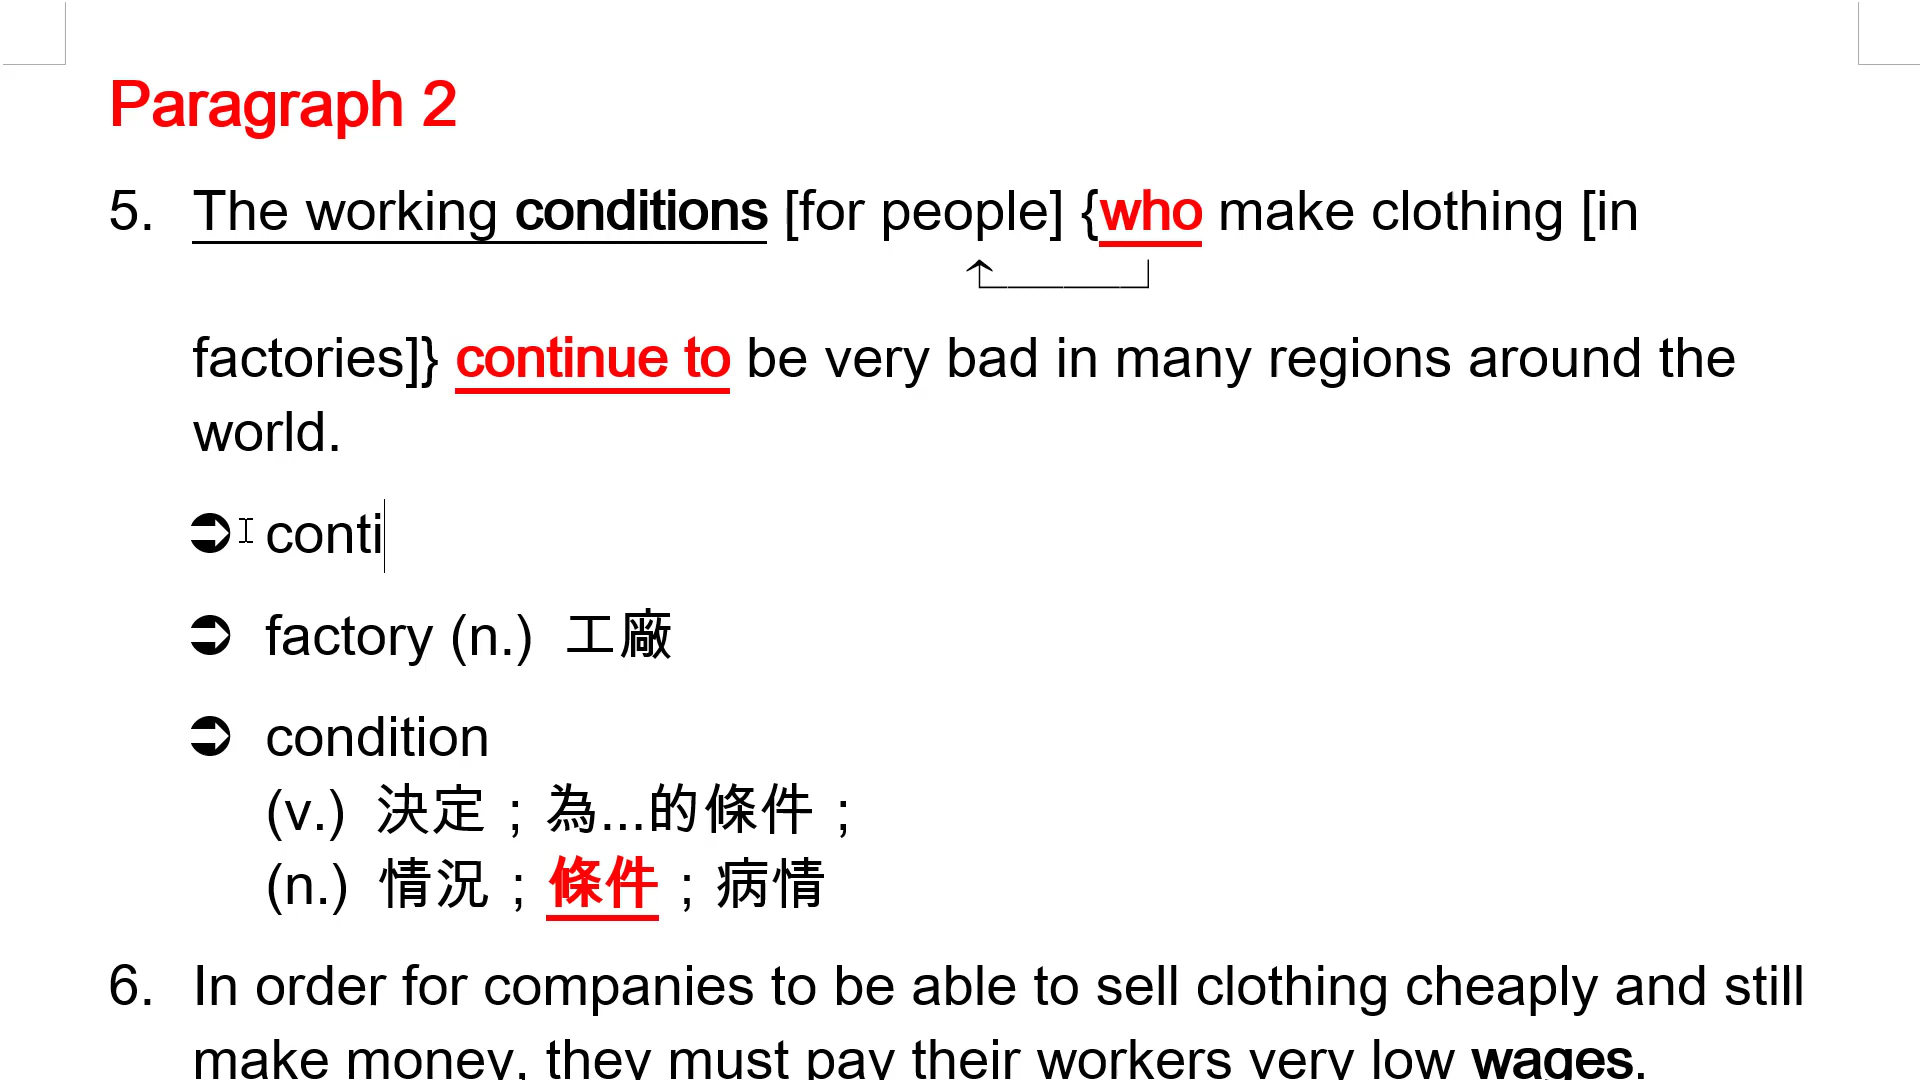 Paragraph 2
5. The working conditions [for people] {who make clothing [in
factories]} continue to be very bad in many regions around the
world.
➲ conti
➲ factory (n.) 工廠
➲ condition
(v.) 決定；為...的條件；
(n.) 情況；條件；病情
6. In order for companies to be able to sell clothing cheaply and still
make money, they must pay their workers very low wages.